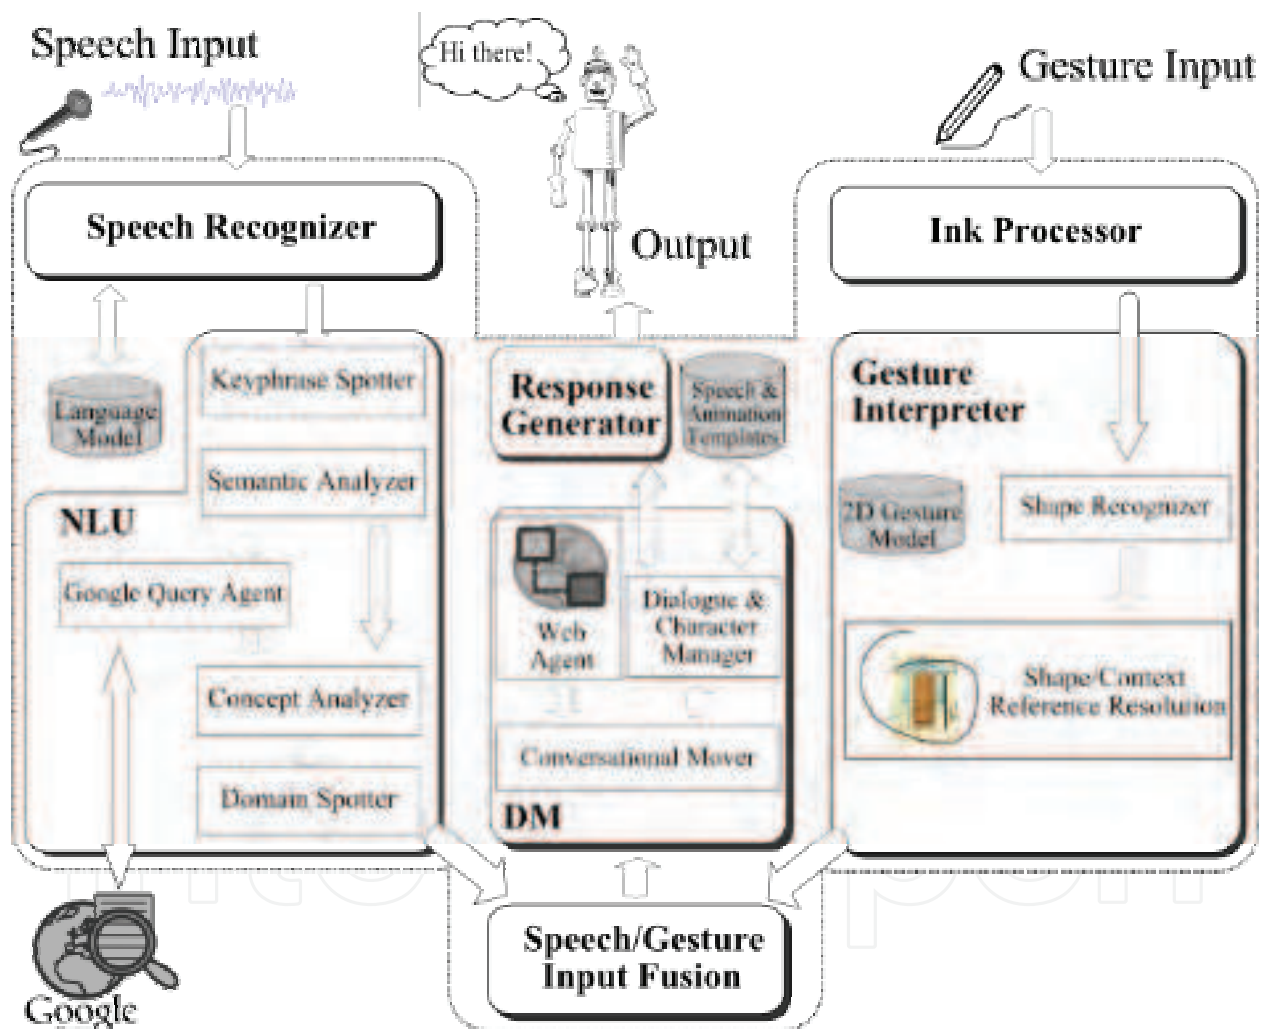 Speech Input
Hi there!
Gesture Input
Speech Recognizer
Output
Ink Processor
Language
Model
Keyphrase Spotter
Semantic Analyzer
NLU
Google Query Agent
Concept Analyzer
Domain Spotter
Google
Response
Generator
Speech &
Animation
Templates
Web
Agent
Dialogue &
Character
Manager
Conversational Mover
DM
Gesture
Interpreter
2D Gesture
Model
Shape Recognizer
Shape/Context
Reference Resolution
Speech/Gesture
Input Fusion